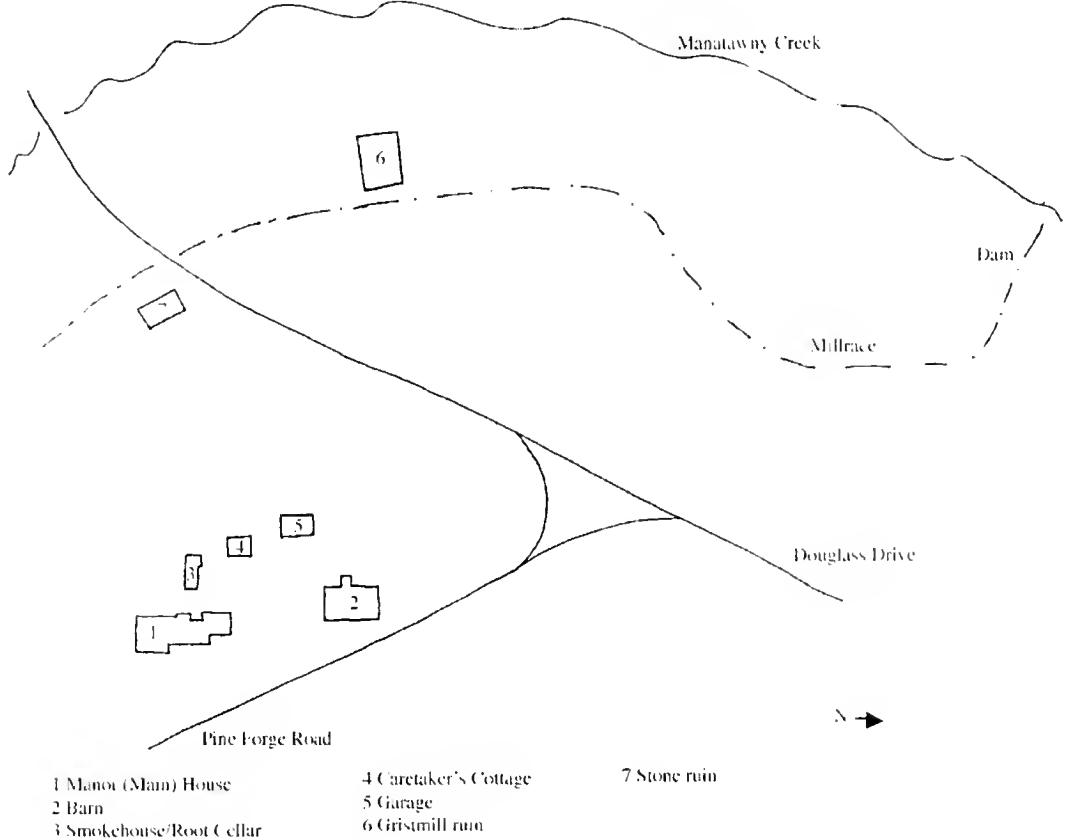 Manatawny Creek
6
Dam
7
Millrace
5
Douglass Drive
4
3
2
1
N
Pine Forge Road
1 Manor (Main) House
2 Barn
3 Smokehouse/Root Cellar
4 Caretaker's Cottage
5 Garage
6 Gristmill ruin
7 Stone ruin